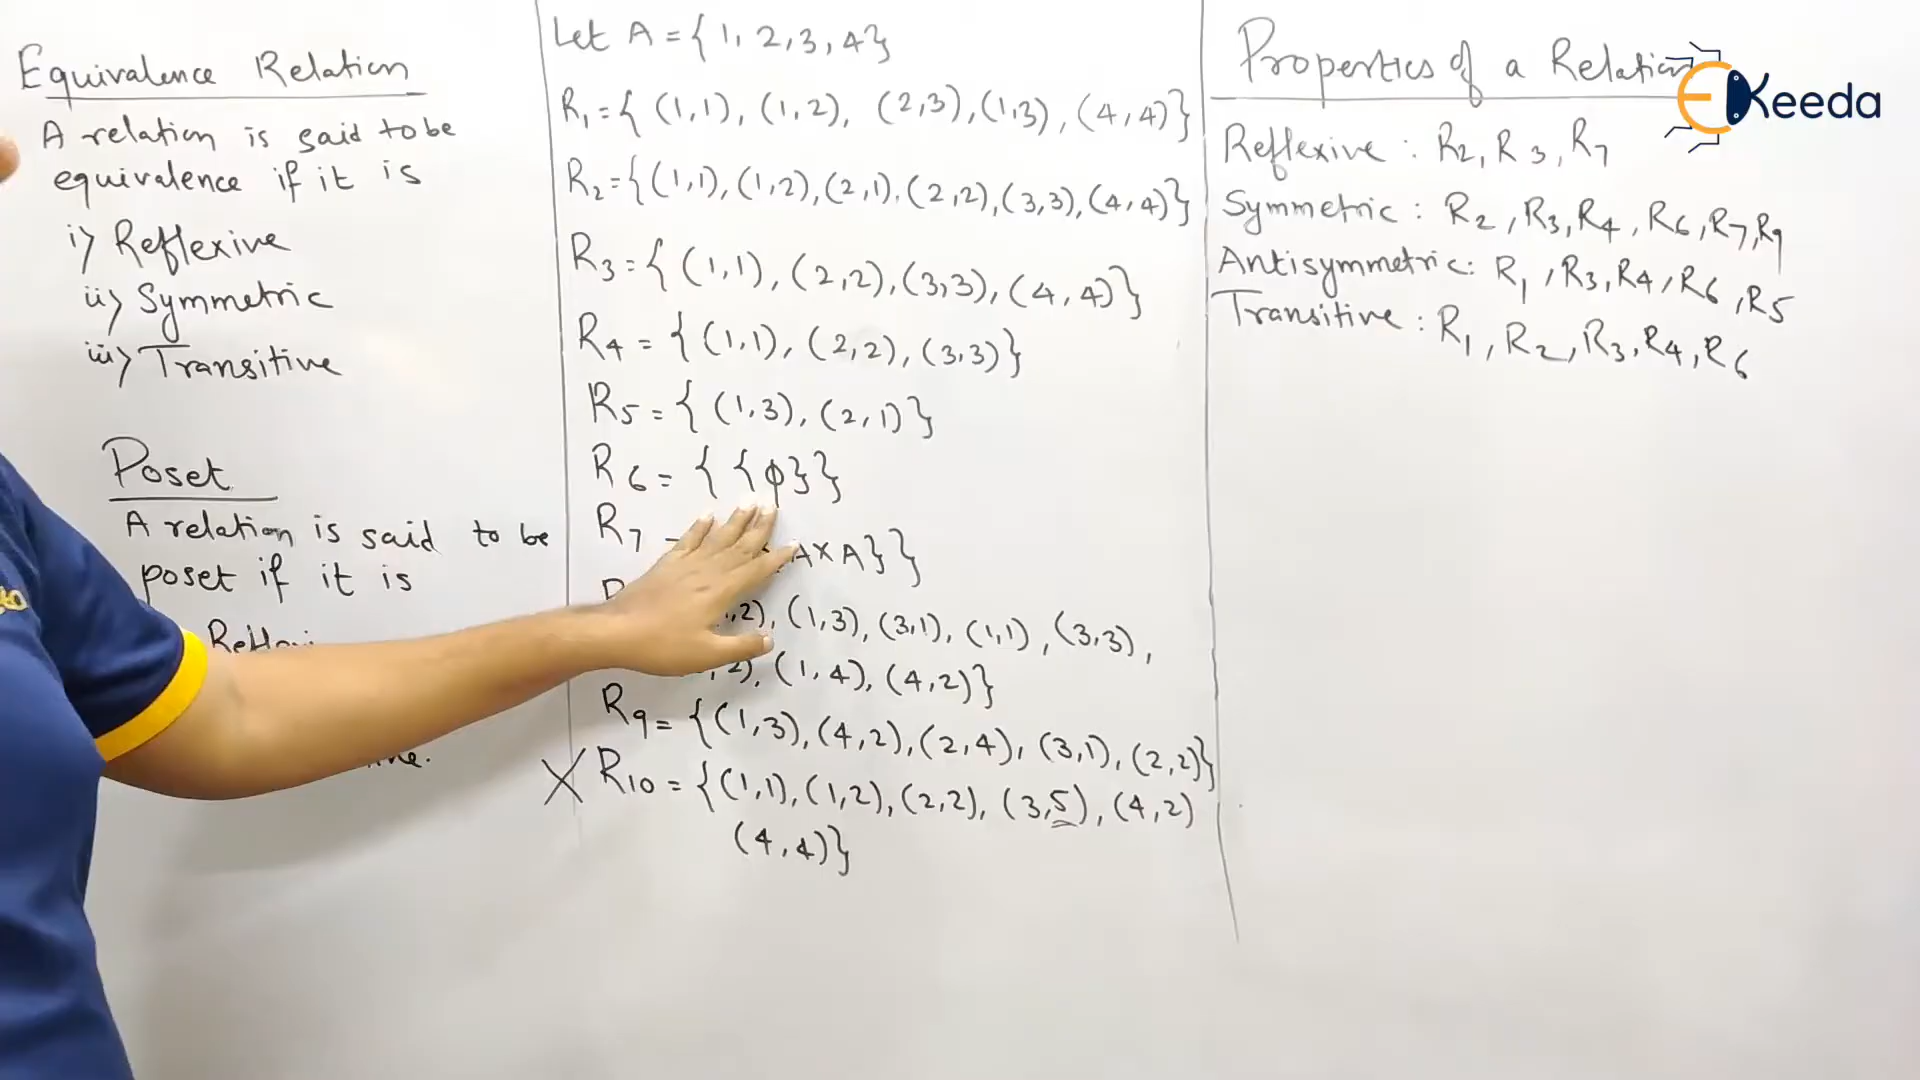 Equivalence Relation
A relation is said to be
equivalence if it is
i) Reflexive
ii) Symmetric
iii) Transitive
Poset
A relation is said to be
poset if it is
Let A = { 1, 2, 3, 4}
R1 = { (1,1), (1,2), (2,3), (1,3), (4,4)}
R2 = {(1,1), (1,2), (2,1), (2,2), (3,3), (4,4)}
R3 = { (1,1), (2,2), (3,3), (4,4)}
R4 = { (1,1), (2,2), (3,3)}
R5 = { (1,3), (2,1)}
R6 = { {ϕ}}
R7 A×A}}
,2), (1,3), (3,1), (1,1), (3,3),
2), (1,4), (4,2)}
R9 = {(1,3), (4,2), (2,4), (3,1), (2,2)}
X R10 = {(1,1), (1,2), (2,2), (3,5), (4,2)
(4,4)}
Properties of a Relation
Reflexive : R2, R3, R7
Symmetric : R2, R3, R4, R6, R7, R9
Antisymmetric: R1, R3, R4, R6, R5
Transitive : R1, R2, R3, R4, R6
EKeeda